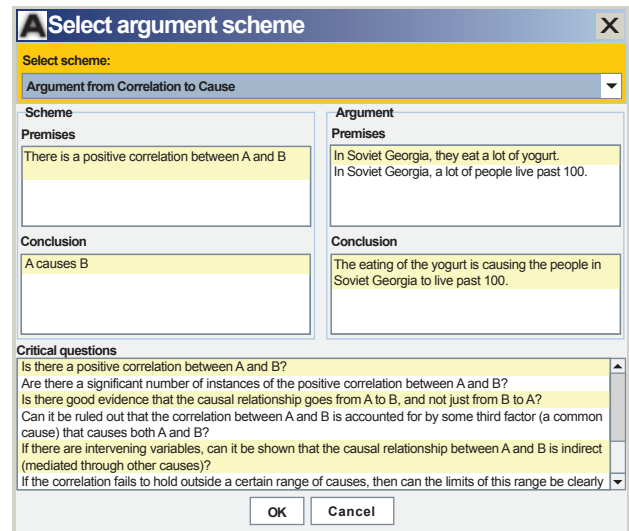 A Select argument scheme X
Select scheme:
Argument from Correlation to Cause
Scheme
Premises
There is a positive correlation between A and B
Conclusion
A causes B
Argument
Premises
In Soviet Georgia, they eat a lot of yogurt.
In Soviet Georgia, a lot of people live past 100.
Conclusion
The eating of the yogurt is causing the people in
Soviet Georgia to live past 100.
Critical questions
Is there a positive correlation between A and B?
Are there a significant number of instances of the positive correlation between A and B?
Is there good evidence that the causal relationship goes from A to B, and not just from B to A?
Can it be ruled out that the correlation between A and B is accounted for by some third factor (a common
cause) that causes both A and B?
If there are intervening variables, can it be shown that the causal relationship between A and B is indirect
(mediated through other causes)?
If the correlation fails to hold outside a certain range of causes, then can the limits of this range be clearly
OK
Cancel